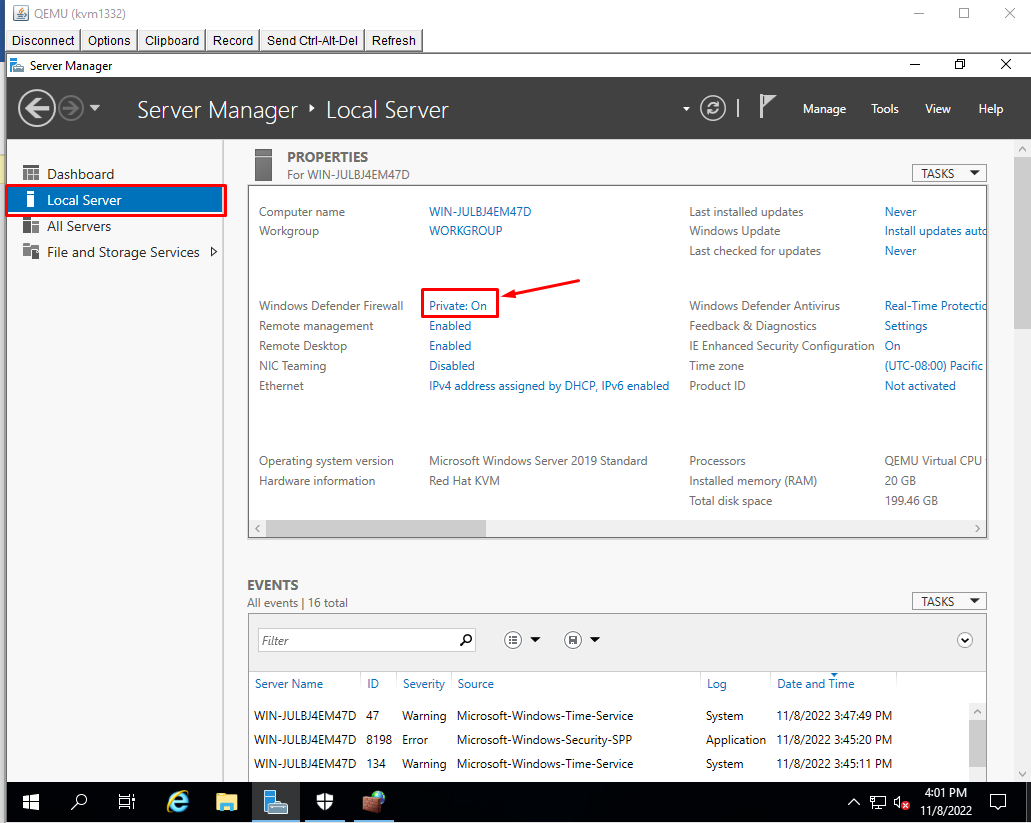 QEMU (kvm1332)
Disconnect Options Clipboard Record Send Ctrl-Alt-Del Refresh
Server Manager
Server Manager ‣ Local Server
Manage Tools View Help
Dashboard
Local Server
All Servers
File and Storage Services
PROPERTIES
For WIN-JULBJ4EM47D
TASKS
Computer name WIN-JULBJ4EM47D Last installed updates Never
Workgroup WORKGROUP Windows Update Install updates auto
Last checked for updates Never
Windows Defender Firewall Private: On Windows Defender Antivirus Real-Time Protectio
Remote management Enabled Feedback & Diagnostics Settings
Remote Desktop Enabled IE Enhanced Security Configuration On
NIC Teaming Disabled Time zone (UTC-08:00) Pacific
Ethernet IPv4 address assigned by DHCP, IPv6 enabled Product ID Not activated
Operating system version Microsoft Windows Server 2019 Standard Processors QEMU Virtual CPU
Hardware information Red Hat KVM Installed memory (RAM) 20 GB
Total disk space 199.46 GB
EVENTS
All events | 16 total
TASKS
Filter
Server Name ID Severity Source Log Date and Time
WIN-JULBJ4EM47D 47 Warning Microsoft-Windows-Time-Service System 11/8/2022 3:47:49 PM
WIN-JULBJ4EM47D 8198 Error Microsoft-Windows-Security-SPP Application 11/8/2022 3:45:20 PM
WIN-JULBJ4EM47D 134 Warning Microsoft-Windows-Time-Service System 11/8/2022 3:45:11 PM
4:01 PM
11/8/2022